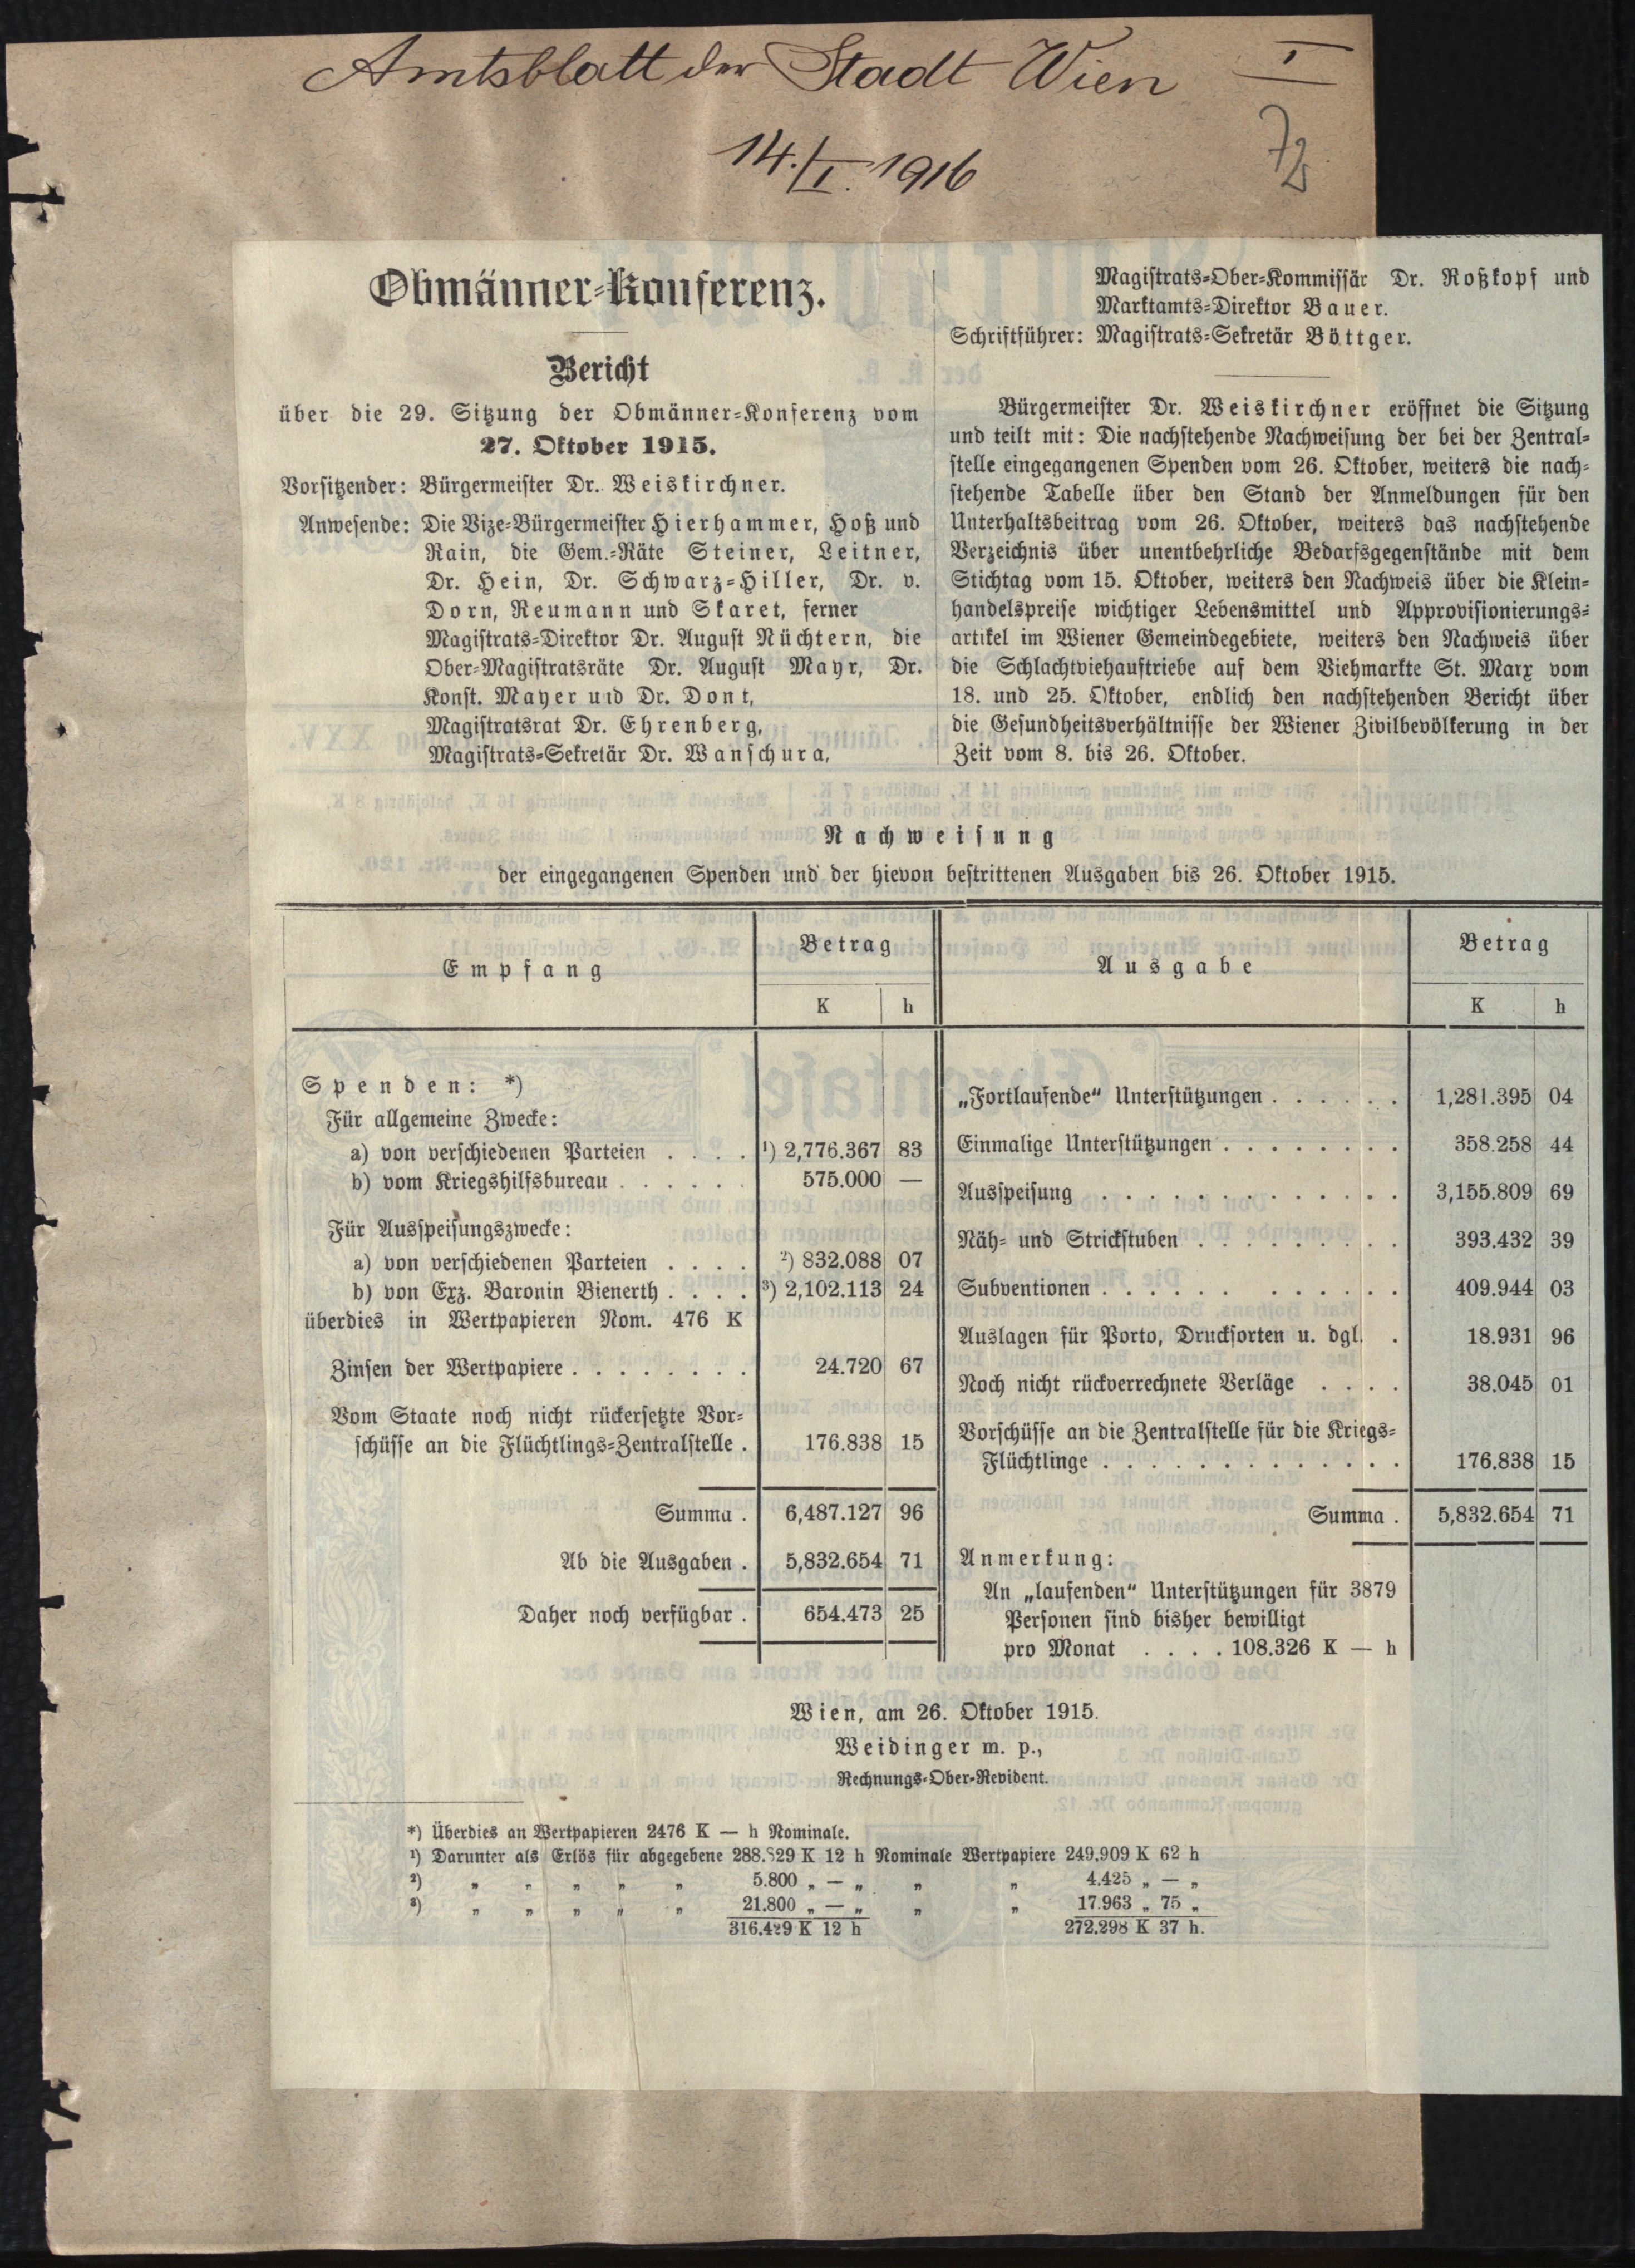 Amtsblatt der Stadt Wien I
14./I. 1916
72
Obmänner-Konferenz.
Bericht
über die 29. Sitzung der Obmänner-Konferenz vom
27. Oktober 1915.
Vorsitzender: Bürgermeister Dr. Weiskirchner.
Anwesende: Die Vize-Bürgermeister Hierhammer, Hoß und
Rain, die Gem.-Räte Steiner, Leitner,
Dr. Hein, Dr. Schwarz-Hiller, Dr. v.
Dorn, Reumann und Skaret, ferner
Magistrats-Direktor Dr. August Nüchtern, die
Ober-Magistratsräte Dr. August Mayr, Dr.
Konst. Mayer und Dr. Dont,
Magistratsrat Dr. Ehrenberg,
Magistrats-Sekretär Dr. Wanschura,
Magistrats-Ober-Kommissär Dr. Roßkopf und
Marktamts-Direktor Bauer.
Schriftführer: Magistrats-Sekretär Böttger.
Bürgermeister Dr. Weiskirchner eröffnet die Sitzung
und teilt mit: Die nachstehende Nachweisung der bei der Zentral-
stelle eingegangenen Spenden vom 26. Oktober, weiters die nach-
stehende Tabelle über den Stand der Anmeldungen für den
Unterhaltsbeitrag vom 26. Oktober, weiters das nachstehende
Verzeichnis über unentbehrliche Bedarfsgegenstände mit dem
Stichtag vom 15. Oktober, weiters den Nachweis über die Klein-
handelspreise wichtiger Lebensmittel und Approvisionierungs-
artikel im Wiener Gemeindegebiete, weiters den Nachweis über
die Schlachtviehauftriebe auf dem Viehmarkte St. Marx vom
18. und 25. Oktober, endlich den nachstehenden Bericht über
die Gesundheitsverhältnisse der Wiener Zivilbevölkerung in der
Zeit vom 8. bis 26. Oktober.
Nachweisung
der eingegangenen Spenden und der hievon bestrittenen Ausgaben bis 26. Oktober 1915.
Empfang
Betrag
K h
Spenden: *)
Für allgemeine Zwecke:
a) von verschiedenen Parteien . . . . ¹) 2,776.367 83
b) vom Kriegshilfsbureau . . . . . . 575.000 —
Für Ausspeisungszwecke:
a) von verschiedenen Parteien . . . . ²) 832.088 07
b) von Exz. Baronin Bienerth . . . . ³) 2,102.113 24
überdies in Wertpapieren Nom. 476 K
Zinsen der Wertpapiere . . . . . . . . 24.720 67
Vom Staate noch nicht rückersetzte Vor-
schüsse an die Flüchtlings-Zentralstelle . 176.838 15
Summa . 6,487.127 96
Ab die Ausgaben . 5,832.654 71
Daher noch verfügbar . 654.473 25
Ausgabe
Betrag
K h
„Fortlaufende“ Unterstützungen . . . . . . 1,281.395 04
Einmalige Unterstützungen . . . . . . . . 358.258 44
Ausspeisung . . . . . . . . . . . . . 3,155.809 69
Näh- und Strickstuben . . . . . . . . . 393.432 39
Subventionen . . . . . . . . . . . . . 409.944 03
Auslagen für Porto, Drucksorten u. dgl. . 18.931 96
Noch nicht rückverrechnete Verläge . . . . 38.045 01
Vorschüsse an die Zentralstelle für die Kriegs-
Flüchtlinge . . . . . . . . . . . . . 176.838 15
Summa . 5,832.654 71
Anmerkung:
An „laufenden“ Unterstützungen für 3879
Personen sind bisher bewilligt
pro Monat . . . . 108.326 K — h
Wien, am 26. Oktober 1915.
Weidinger m. p.,
Rechnungs-Ober-Revident.
*) Überdies an Wertpapieren 2476 K — h Nominale.
¹) Darunter als Erlös für abgegebene 288.829 K 12 h Nominale Wertpapiere 249.909 K 62 h
²) „ „ „ „ „ 5.800 „ — „ „ „ 4.425 „ — „
³) „ „ „ „ „ 21.800 „ — „ „ „ 17.963 „ 75 „
316.429 K 12 h 272.298 K 37 h.